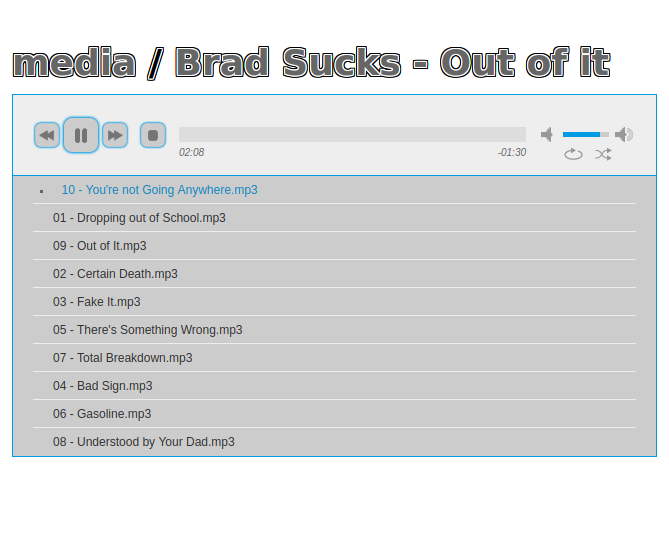 media / Brad Sucks - Out of it
02:08 -01:30
10 - You're not Going Anywhere.mp3
01 - Dropping out of School.mp3
09 - Out of It.mp3
02 - Certain Death.mp3
03 - Fake It.mp3
05 - There's Something Wrong.mp3
07 - Total Breakdown.mp3
04 - Bad Sign.mp3
06 - Gasoline.mp3
08 - Understood by Your Dad.mp3